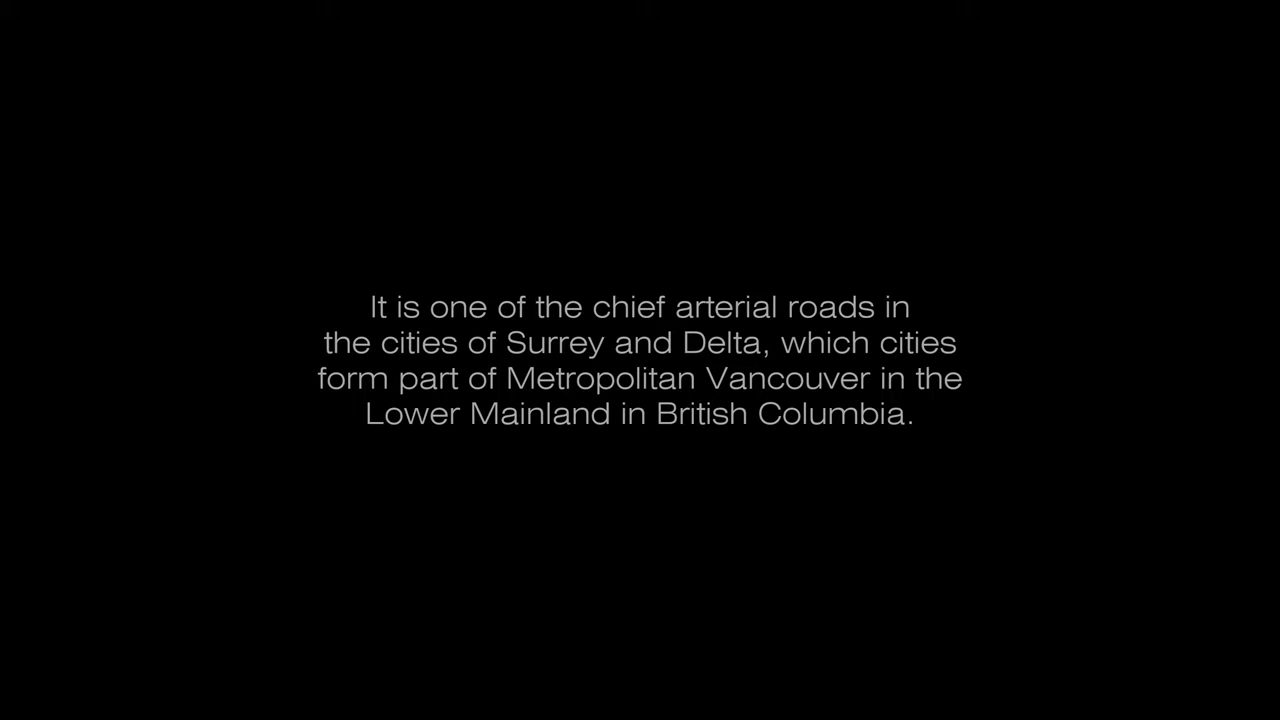 It is one of the chief arterial roads in
the cities of Surrey and Delta, which cities
form part of Metropolitan Vancouver in the
Lower Mainland in British Columbia.